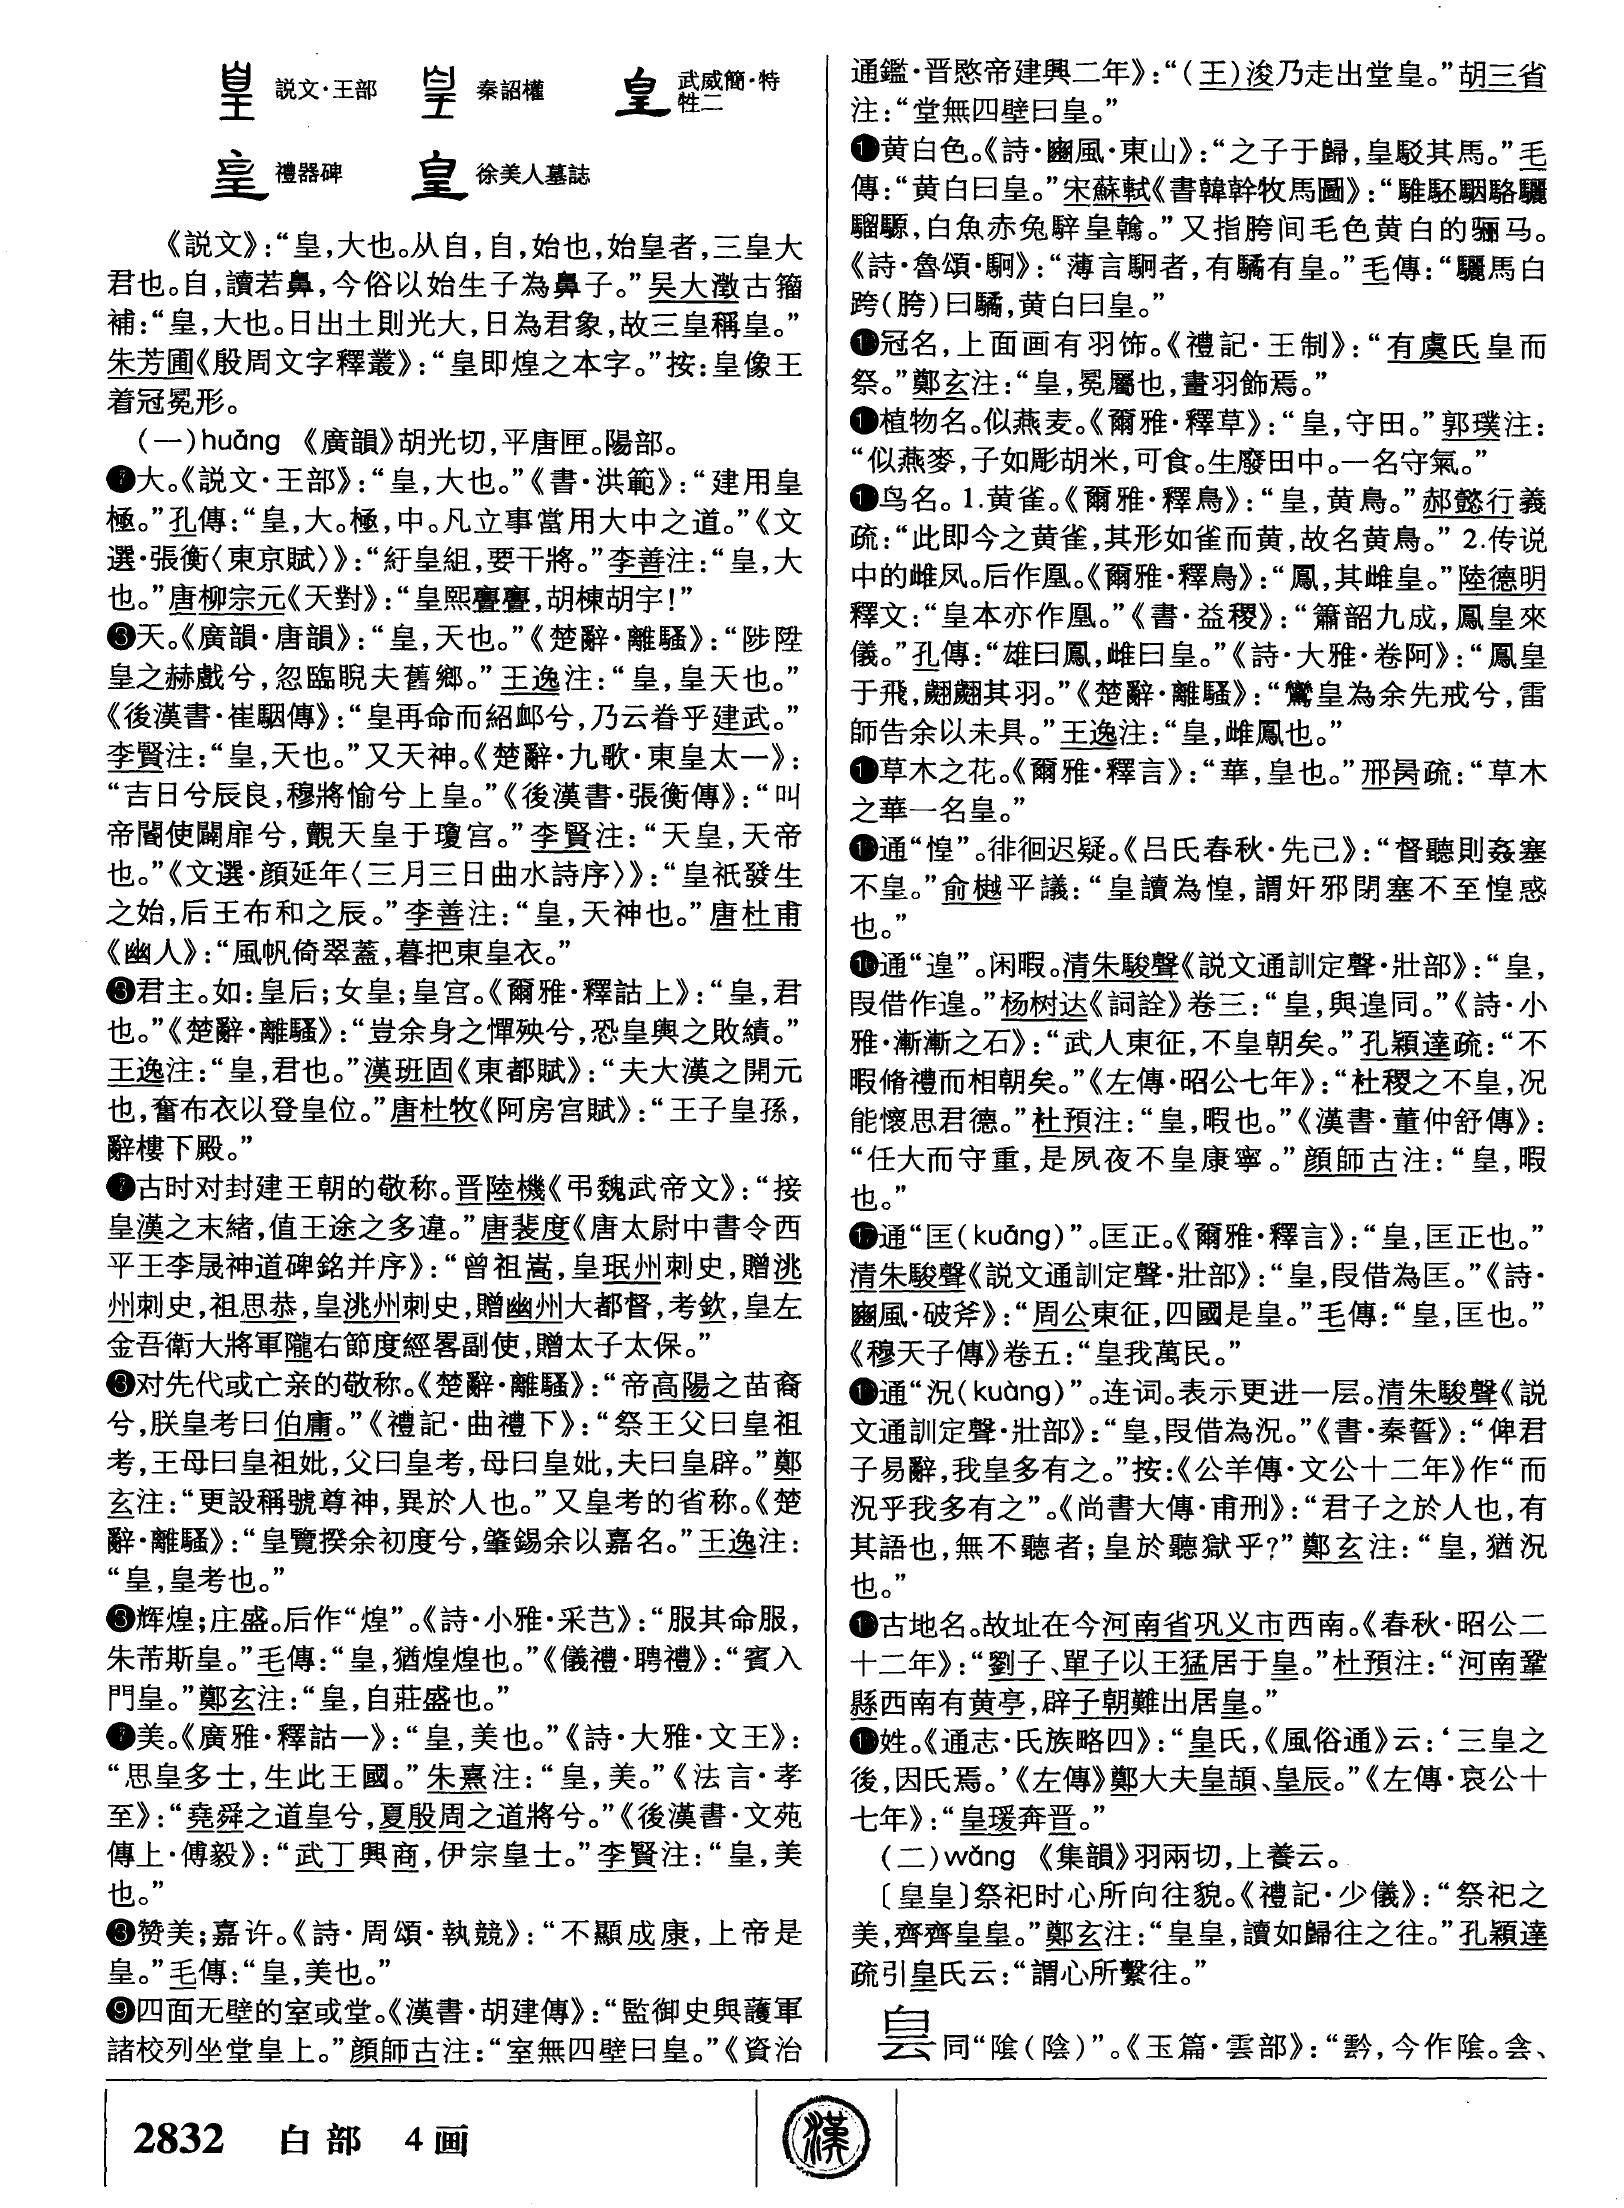 説文·王部 秦詔權 武威簡·特
牲二
禮器碑 徐美人墓誌
《説文》：“皇，大也。从自，自，始也，始皇者，三皇大
君也。自，讀若鼻，今俗以始生子為鼻子。”吴大澂古籀
補：“皇，大也。日出土則光大，日為君象，故三皇稱皇。”
朱芳圃《殷周文字釋叢》：“皇即煌之本字。”按：皇像王
着冠冕形。
（一）huáng 《廣韻》胡光切，平唐匣。陽部。
❶大。《説文·王部》：“皇，大也。”《書·洪範》：“建用皇
極。”孔傳：“皇，大。極，中。凡立事當用大中之道。”《文
選·張衡〈東京賦〉》：“紆皇組，要干將。”李善注：“皇，大
也。”唐柳宗元《天對》：“皇熙亹亹，胡棟胡宇！”
❷天。《廣韻·唐韻》：“皇，天也。”《楚辭·離騷》：“陟陞
皇之赫戲兮，忽臨睨夫舊鄉。”王逸注：“皇，皇天也。”
《後漢書·崔駰傳》：“皇再命而紹卹兮，乃云眷乎建武。”
李賢注：“皇，天也。”又天神。《楚辭·九歌·東皇太一》：
“吉日兮辰良，穆將愉兮上皇。”《後漢書·張衡傳》：“叫
帝閽使闢扉兮，覿天皇于瓊宫。”李賢注：“天皇，天帝
也。”《文選·顔延年〈三月三日曲水詩序〉》：“皇祇發生
之始，后王布和之辰。”李善注：“皇，天神也。”唐杜甫
《幽人》：“風帆倚翠蓋，暮把東皇衣。”
❸君主。如：皇后；女皇；皇宫。《爾雅·釋詁上》：“皇，君
也。”《楚辭·離騷》：“豈余身之憚殃兮，恐皇輿之敗績。”
王逸注：“皇，君也。”漢班固《東都賦》：“夫大漢之開元
也，奮布衣以登皇位。”唐杜牧《阿房宫賦》：“王子皇孫，
辭樓下殿。”
❹古时对封建王朝的敬称。晋陸機《弔魏武帝文》：“接
皇漢之末緒，值王途之多違。”唐裴度《唐太尉中書令西
平王李晟神道碑銘并序》：“曾祖嵩，皇珉州刺史，贈洮
州刺史，祖思恭，皇洮州刺史，贈幽州大都督，考欽，皇左
金吾衛大將軍隴右節度經畧副使，贈太子太保。”
❺对先代或亡亲的敬称。《楚辭·離騷》：“帝高陽之苗裔
兮，朕皇考曰伯庸。”《禮記·曲禮下》：“祭王父曰皇祖
考，王母曰皇祖妣，父曰皇考，母曰皇妣，夫曰皇辟。”鄭
玄注：“更設稱號尊神，異於人也。”又皇考的省称。《楚
辭·離騷》：“皇覽揆余初度兮，肇錫余以嘉名。”王逸注：
“皇，皇考也。”
❻辉煌；庄盛。后作“煌”。《詩·小雅·采芑》：“服其命服，
朱芾斯皇。”毛傳：“皇，猶煌煌也。”《儀禮·聘禮》：“賓入
門皇。”鄭玄注：“皇，自莊盛也。”
❼美。《廣雅·釋詁一》：“皇，美也。”《詩·大雅·文王》：
“思皇多士，生此王國。”朱熹注：“皇，美。”《法言·孝
至》：“堯舜之道皇兮，夏殷周之道將兮。”《後漢書·文苑
傳上·傅毅》：“武丁興商，伊宗皇士。”李賢注：“皇，美
也。”
❽赞美；嘉许。《詩·周頌·執競》：“不顯成康，上帝是
皇。”毛傳：“皇，美也。”
❾四面无壁的室或堂。《漢書·胡建傳》：“監御史與護軍
諸校列坐堂皇上。”顔師古注：“室無四壁曰皇。”《資治
通鑑·晋愍帝建興二年》：“（王）浚乃走出堂皇。”胡三省
注：“堂無四壁曰皇。”
❿黄白色。《詩·豳風·東山》：“之子于歸，皇駁其馬。”毛
傳：“黄白曰皇。”宋蘇軾《書韓幹牧馬圖》：“騅駓駰駱驪
騮騵，白魚赤兔騂皇䮧。”又指胯间毛色黄白的骊马。
《詩·魯頌·駉》：“薄言駉者，有驈有皇。”毛傳：“驪馬白
跨（胯）曰驈，黄白曰皇。”
⓫冠名，上面画有羽饰。《禮記·王制》：“有虞氏皇而
祭。”鄭玄注：“皇，冕屬也，畫羽飾焉。”
⓬植物名。似燕麦。《爾雅·釋草》：“皇，守田。”郭璞注：
“似燕麥，子如彫胡米，可食。生廢田中。一名守氣。”
⓭鸟名。1.黄雀。《爾雅·釋鳥》：“皇，黄鳥。”郝懿行義
疏：“此即今之黄雀，其形如雀而黄，故名黄鳥。”2.传说
中的雌凤。后作凰。《爾雅·釋鳥》：“鳳，其雌皇。”陸德明
釋文：“皇本亦作凰。”《書·益稷》：“簫韶九成，鳳皇來
儀。”孔傳：“雄曰鳳，雌曰皇。”《詩·大雅·卷阿》：“鳳皇
于飛，翽翽其羽。”《楚辭·離騷》：“鸞皇為余先戒兮，雷
師告余以未具。”王逸注：“皇，雌鳳也。”
⓮草木之花。《爾雅·釋言》：“華，皇也。”邢昺疏：“草木
之華一名皇。”
⓯通“惶”。徘徊迟疑。《吕氏春秋·先己》：“督聽則姦塞
不皇。”俞樾平議：“皇讀為惶，謂奸邪閉塞不至惶惑
也。”
⓰通“遑”。闲暇。清朱駿聲《説文通訓定聲·壯部》：“皇，
叚借作遑。”杨树达《詞詮》卷三：“皇，與遑同。”《詩·小
雅·漸漸之石》：“武人東征，不皇朝矣。”孔穎達疏：“不
暇脩禮而相朝矣。”《左傳·昭公七年》：“社稷之不皇，况
能懷思君德。”杜預注：“皇，暇也。”《漢書·董仲舒傳》：
“任大而守重，是夙夜不皇康寧。”顔師古注：“皇，暇
也。”
⓱通“匡（kuāng）”。匡正。《爾雅·釋言》：“皇，匡正也。”
清朱駿聲《説文通訓定聲·壯部》：“皇，叚借為匡。”《詩·
豳風·破斧》：“周公東征，四國是皇。”毛傳：“皇，匡也。”
《穆天子傳》卷五：“皇我萬民。”
⓲通“況（kuàng）”。连词。表示更进一层。清朱駿聲《説
文通訓定聲·壯部》：“皇，叚借為況。”《書·秦誓》：“俾君
子易辭，我皇多有之。”按：《公羊傳·文公十二年》作“而
況乎我多有之”。《尚書大傳·甫刑》：“君子之於人也，有
其語也，無不聽者；皇於聽獄乎？”鄭玄注：“皇，猶況
也。”
⓳古地名。故址在今河南省巩义市西南。《春秋·昭公二
十二年》：“劉子、單子以王猛居于皇。”杜預注：“河南鞏
縣西南有黄亭，辟子朝難出居皇。”
⓴姓。《通志·氏族略四》：“皇氏，《風俗通》云：‘三皇之
後，因氏焉。’《左傳》鄭大夫皇頡、皇辰。”《左傳·哀公十
七年》：“皇瑗奔晋。”
（二）wǎng 《集韻》羽兩切，上養云。
〔皇皇〕祭祀时心所向往貌。《禮記·少儀》：“祭祀之
美，齊齊皇皇。”鄭玄注：“皇皇，讀如歸往之往。”孔穎達
疏引皇氏云：“謂心所繫往。”
同“陰（陰）”。《玉篇·雲部》：“黔，今作陰。侌、
2832 白部 4画
漢